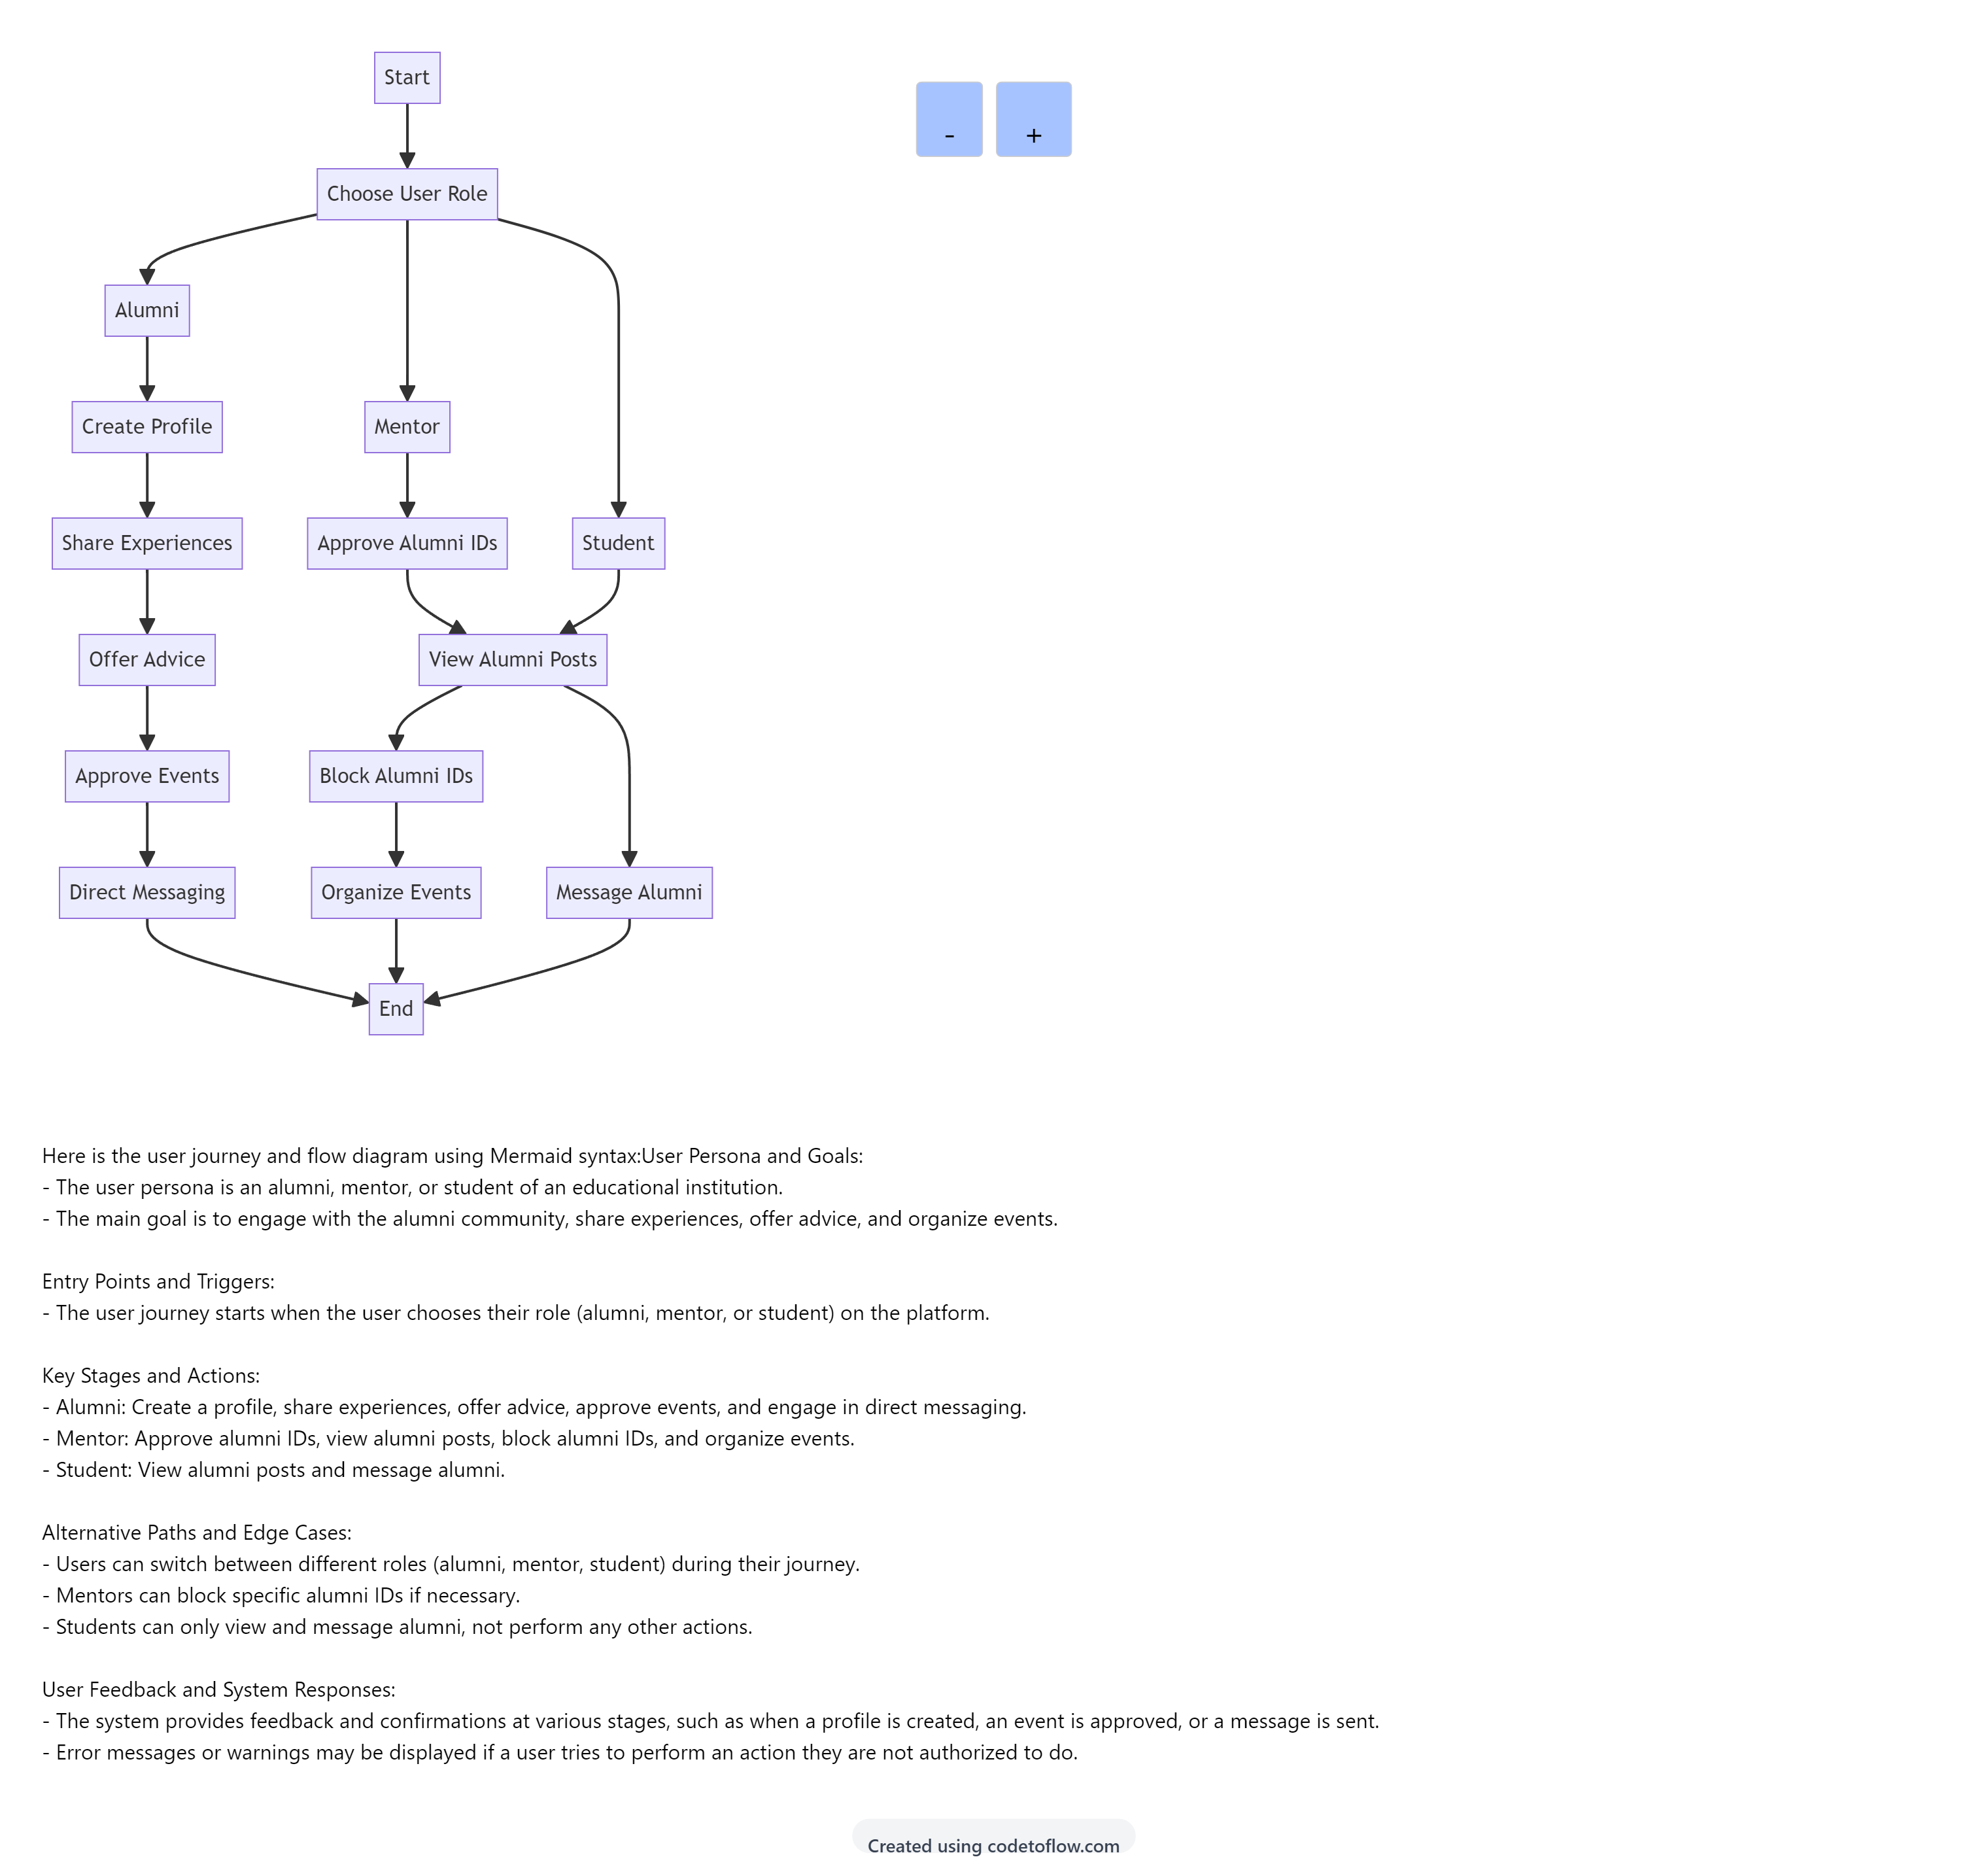 Start
-
+
Choose User Role
Alumni
Create Profile
Mentor
Share Experiences
Approve Alumni IDs
Student
Offer Advice
View Alumni Posts
Approve Events
Block Alumni IDs
Direct Messaging
Organize Events
Message Alumni
End
Here is the user journey and flow diagram using Mermaid syntax:User Persona and Goals:
- The user persona is an alumni, mentor, or student of an educational institution.
- The main goal is to engage with the alumni community, share experiences, offer advice, and organize events.
Entry Points and Triggers:
- The user journey starts when the user chooses their role (alumni, mentor, or student) on the platform.
Key Stages and Actions:
- Alumni: Create a profile, share experiences, offer advice, approve events, and engage in direct messaging.
- Mentor: Approve alumni IDs, view alumni posts, block alumni IDs, and organize events.
- Student: View alumni posts and message alumni.
Alternative Paths and Edge Cases:
- Users can switch between different roles (alumni, mentor, student) during their journey.
- Mentors can block specific alumni IDs if necessary.
- Students can only view and message alumni, not perform any other actions.
User Feedback and System Responses:
- The system provides feedback and confirmations at various stages, such as when a profile is created, an event is approved, or a message is sent.
- Error messages or warnings may be displayed if a user tries to perform an action they are not authorized to do.
Created using codetoflow.com